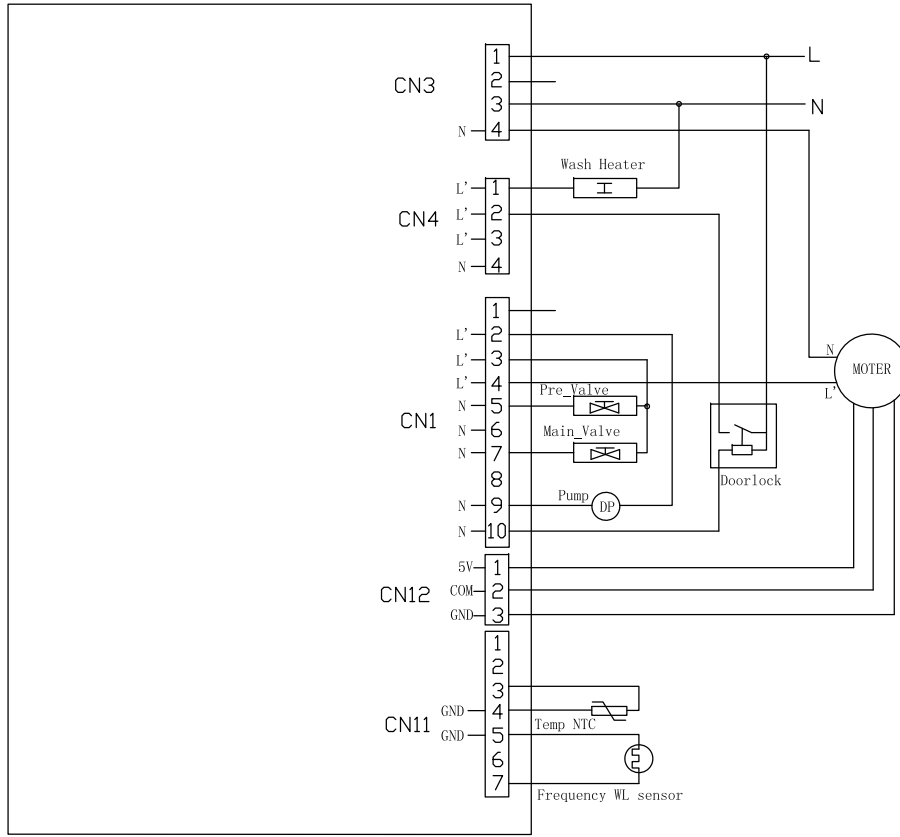 CN3
1
L
2
3
N
N 4
Wash Heater
CN4
L' 1
L' 2
L' 3
N 4
CN1
1
L' 2
L' 3
L' 4
N 5
N 6
N 7
8
N 9
N 10
Pre_Valve
Main_Valve
Pump
DP
Doorlock
N
MOTER
L'
CN12
5V 1
COM 2
GND 3
CN11
1
2
3
GND 4
GND 5
6
7
Temp NTC
Frequency WL sensor